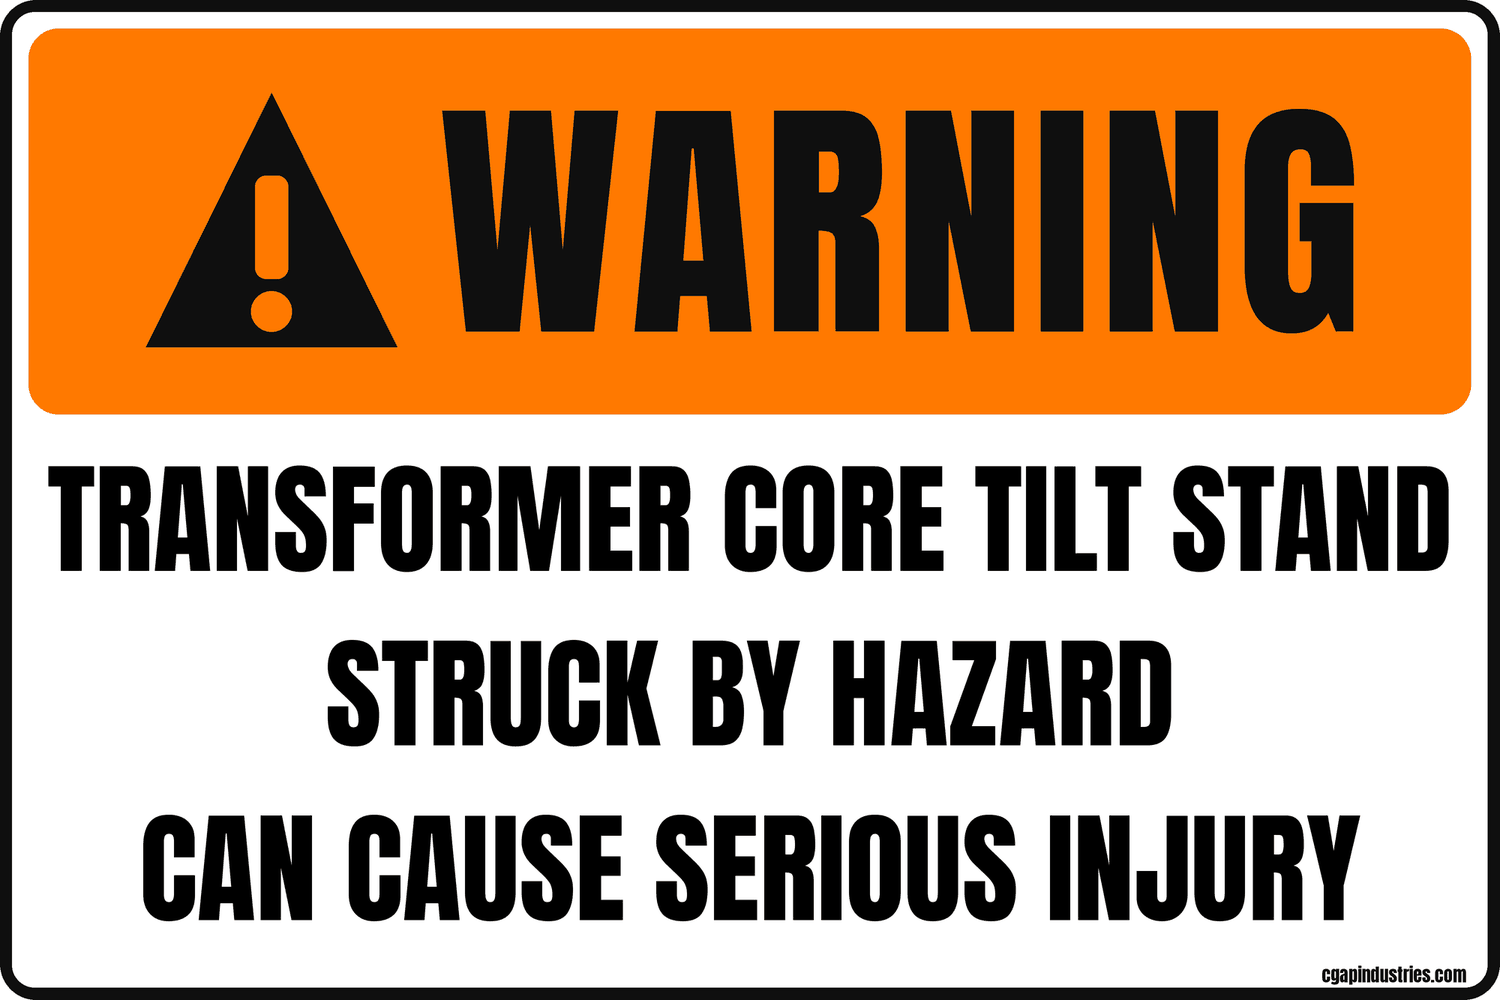 WARNING
TRANSFORMER CORE TILT STAND
STRUCK BY HAZARD
CAN CAUSE SERIOUS INJURY
cgapindustries.com